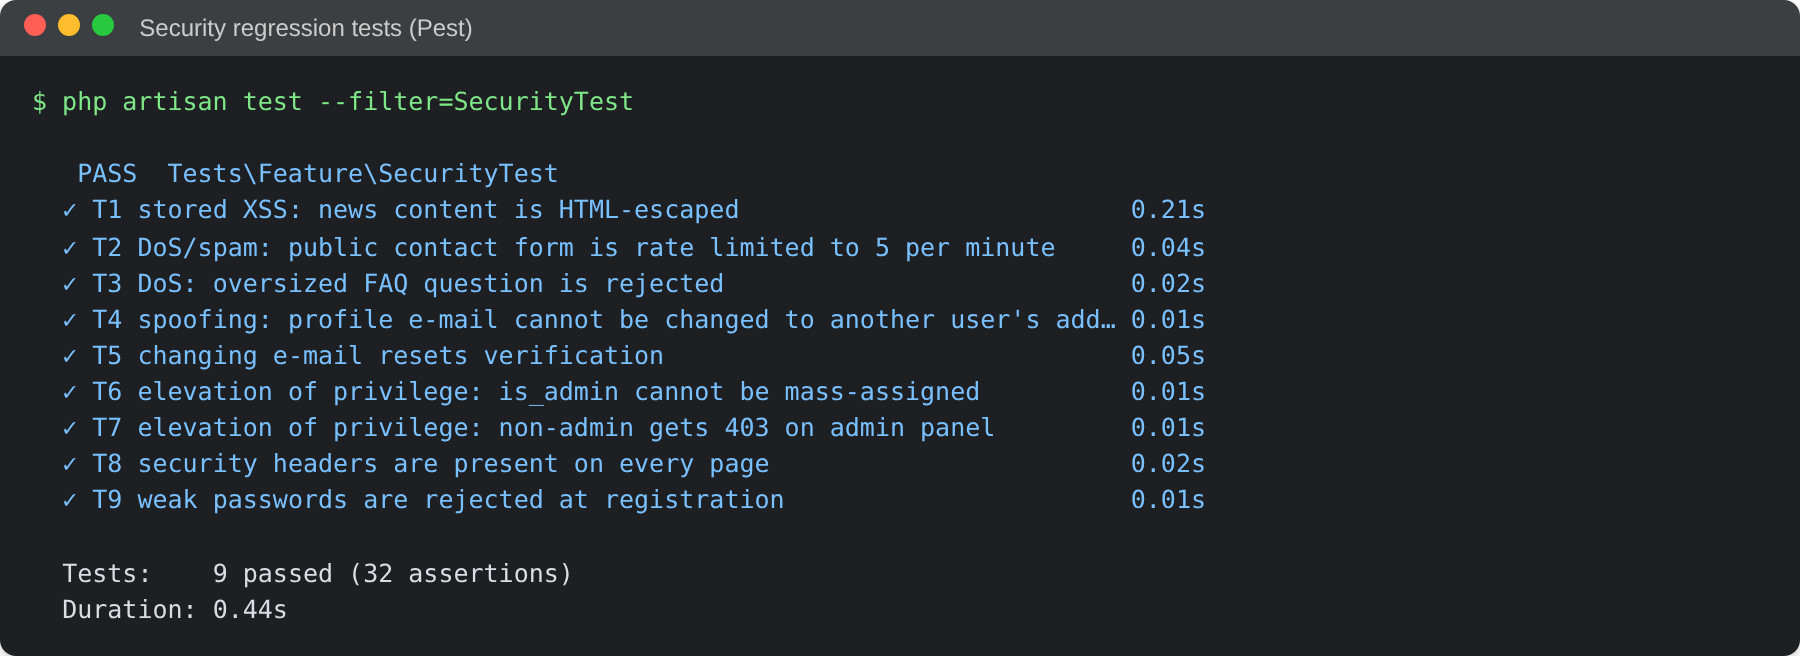 Security regression tests (Pest)
$ php artisan test --filter=SecurityTest
PASS  Tests\Feature\SecurityTest
✓ T1 stored XSS: news content is HTML-escaped 0.21s
✓ T2 DoS/spam: public contact form is rate limited to 5 per minute 0.04s
✓ T3 DoS: oversized FAQ question is rejected 0.02s
✓ T4 spoofing: profile e-mail cannot be changed to another user's add… 0.01s
✓ T5 changing e-mail resets verification 0.05s
✓ T6 elevation of privilege: is_admin cannot be mass-assigned 0.01s
✓ T7 elevation of privilege: non-admin gets 403 on admin panel 0.01s
✓ T8 security headers are present on every page 0.02s
✓ T9 weak passwords are rejected at registration 0.01s
Tests:    9 passed (32 assertions)
Duration: 0.44s